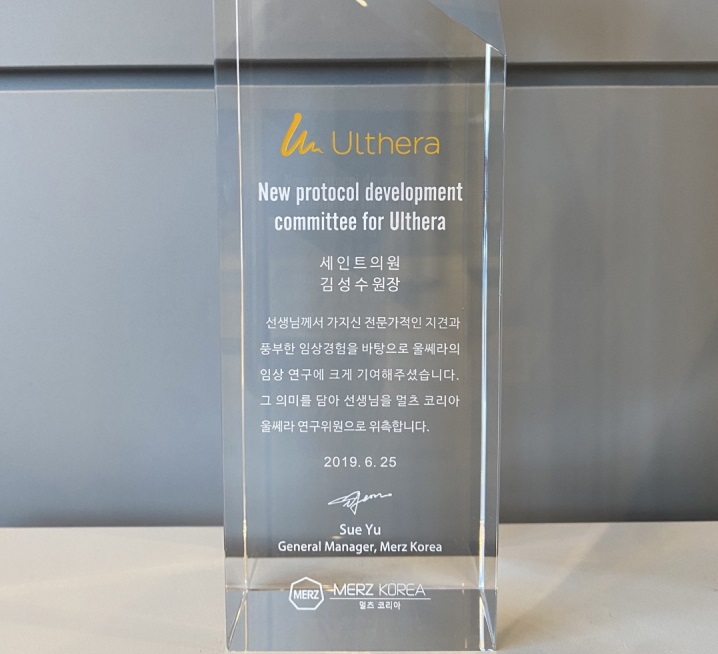 Ulthera
New protocol development
committee for Ulthera
세인트의원
김성수원장
선생님께서 가지신 전문가적인 지견과
풍부한 임상경험을 바탕으로 울쎄라의
임상 연구에 크게 기여해주셨습니다.
그 의미를 담아 선생님을 멀츠 코리아
울쎄라 연구위원으로 위촉합니다.
2019. 6. 25
Sue Yu
General Manager, Merz Korea
MERZ MERZ KOREA
멀츠 코리아